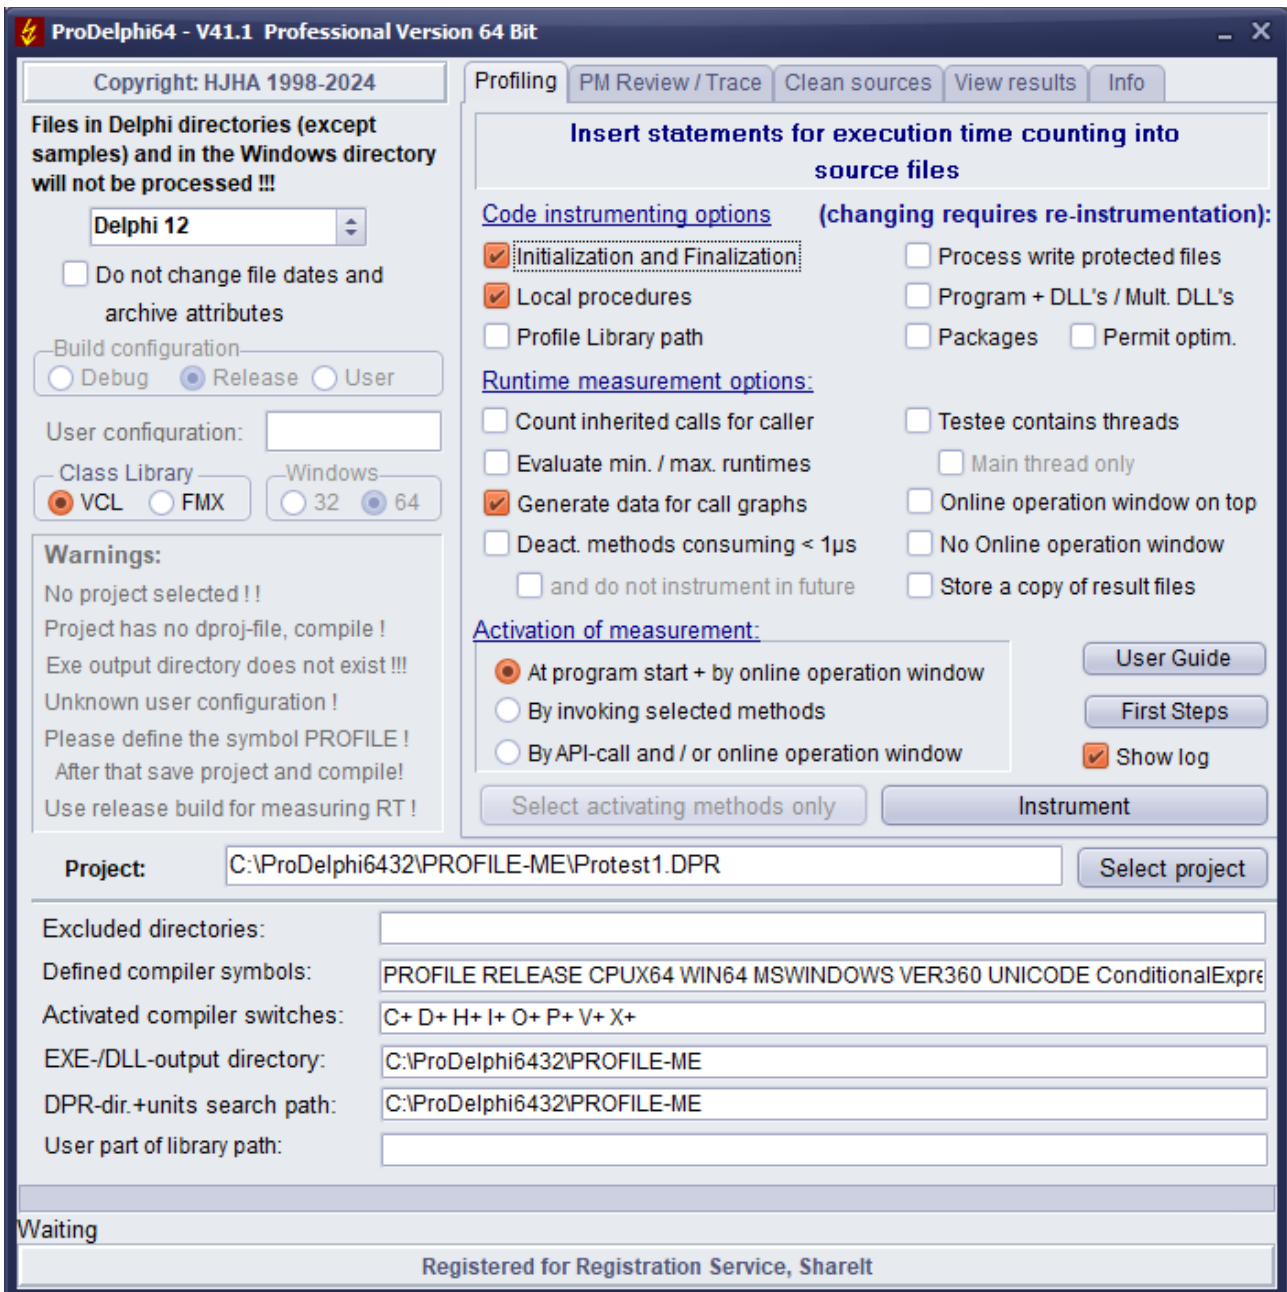 ProDelphi64 - V41.1 Professional Version 64 Bit
Copyright: HJHA 1998-2024
Files in Delphi directories (except
samples) and in the Windows directory
will not be processed !!!
Delphi 12
Do not change file dates and
archive attributes
Build configuration
Debug Release User
User configuration:
Class Library Windows
VCL FMX 32 64
Warnings:
No project selected ! !
Project has no dproj-file, compile !
Exe output directory does not exist !!!
Unknown user configuration !
Please define the symbol PROFILE !
After that save project and compile!
Use release build for measuring RT !
Profiling PM Review / Trace Clean sources View results Info
Insert statements for execution time counting into
source files
Code instrumenting options (changing requires re-instrumentation):
Initialization and Finalization Process write protected files
Local procedures Program + DLL's / Mult. DLL's
Profile Library path Packages Permit optim.
Runtime measurement options:
Count inherited calls for caller Testee contains threads
Evaluate min. / max. runtimes Main thread only
Generate data for call graphs Online operation window on top
Deact. methods consuming < 1µs No Online operation window
and do not instrument in future Store a copy of result files
Activation of measurement:
At program start + by online operation window
By invoking selected methods
By API-call and / or online operation window
User Guide
First Steps
Show log
Select activating methods only Instrument
Project: C:\ProDelphi6432\PROFILE-ME\Protest1.DPR Select project
Excluded directories:
Defined compiler symbols: PROFILE RELEASE CPUX64 WIN64 MSWINDOWS VER360 UNICODE ConditionalExpre
Activated compiler switches: C+ D+ H+ I+ O+ P+ V+ X+
EXE-/DLL-output directory: C:\ProDelphi6432\PROFILE-ME
DPR-dir.+units search path: C:\ProDelphi6432\PROFILE-ME
User part of library path:
Waiting
Registered for Registration Service, ShareIt